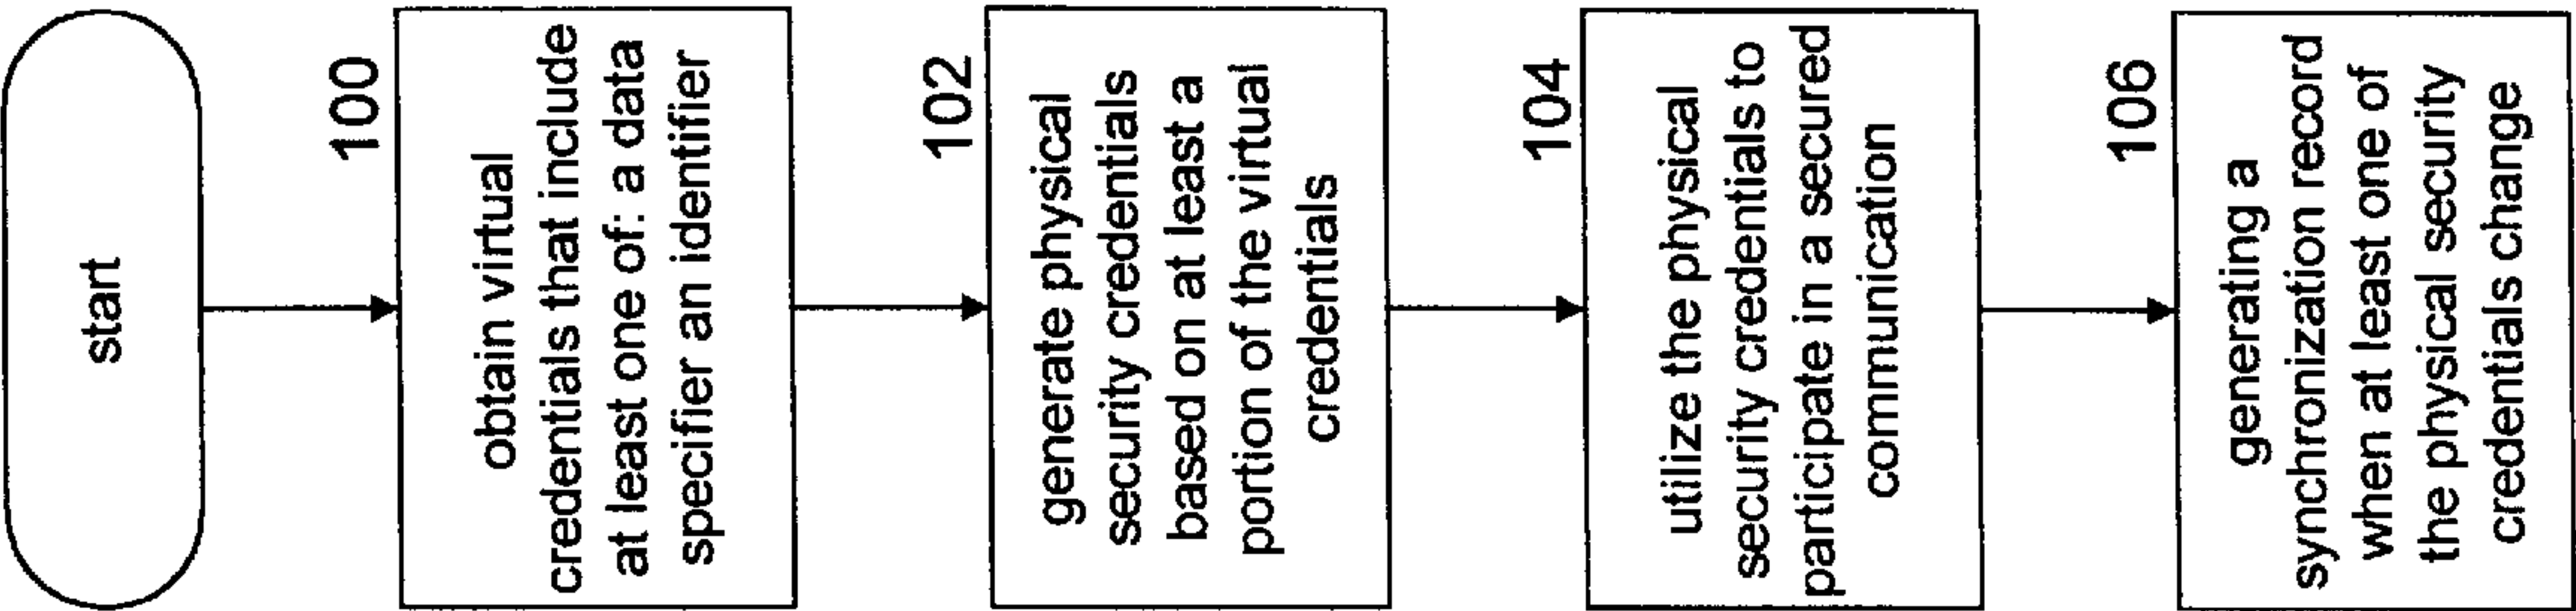 start
100
obtain virtual
credentials that include
at least one of: a data
specifier an identifier
102
generate physical
security credentials
based on at least a
portion of the virtual
credentials
104
utilize the physical
security credentials to
participate in a secured
communication
106
generating a
synchronization record
when at least one of
the physical security
credentials change